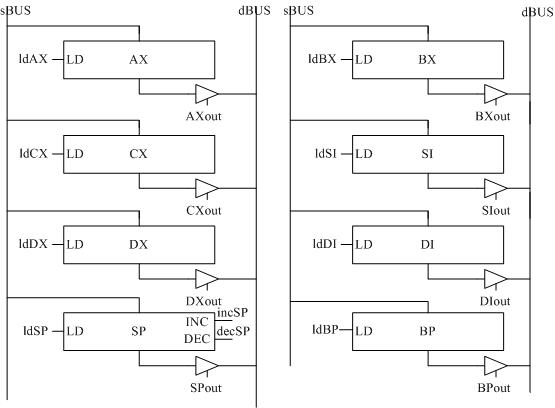 sBUS dBUS sBUS dBUS
ldAX LD AX
AXout
ldBX LD BX
BXout
ldCX LD CX
CXout
ldSI LD SI
SIout
ldDX LD DX
DXout
ldDI LD DI
DIout
ldSP LD SP INC incSP
DEC decSP
SPout
ldBP LD BP
BPout